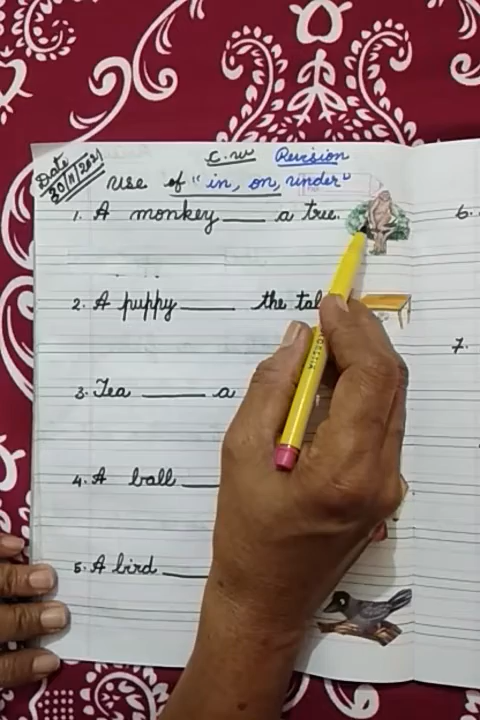 C.W Revision
Date
30/11/2021
use of "in, on, under"
1. A monkey ____ a tree.
6.
2. A puppy ____ the
7.
3. Tea ____ a
4. A ball ____
5. A bird ____